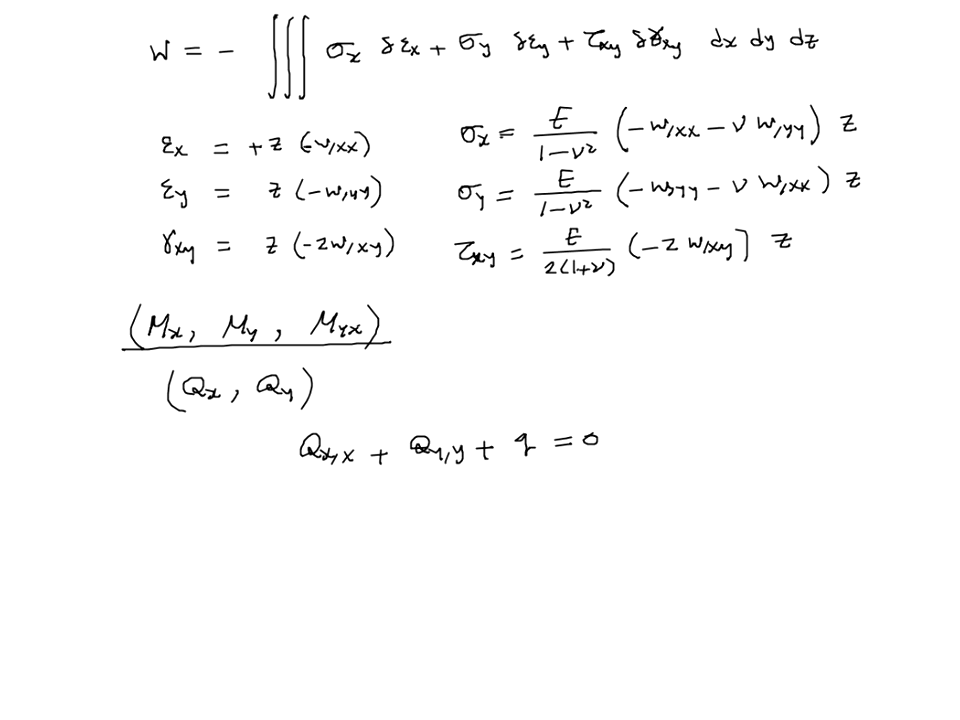 W = - ∭ σx δεx + σy δεy + τxy δγxy dx dy dz
εx = +z (-w,xx) σx = E/(1-ν²) (-w,xx - ν w,yy) z
εy = z (-w,yy) σy = E/(1-ν²) (-w,yy - ν w,xx) z
γxy = z (-2w,xy) τxy = E/2(1+ν) (-2 w,xy] z
(Mx, My, Myx)
(Qx, Qy)
Qx,x + Qy,y + q = 0